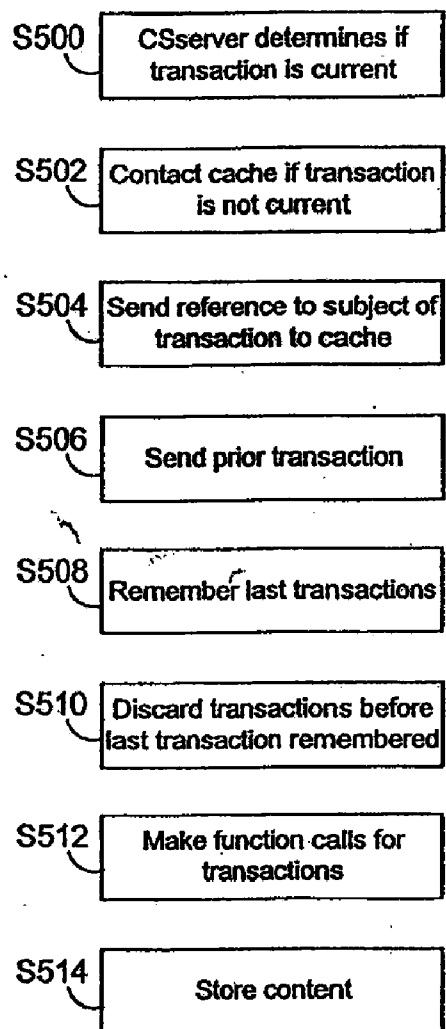 S500 CSserver determines if
transaction is current
S502 Contact cache if transaction
is not current
S504 Send reference to subject of
transaction to cache
S506 Send prior transaction
S508 Remember last transactions
S510 Discard transactions before
last transaction remembered
S512 Make function calls for
transactions
S514 Store content